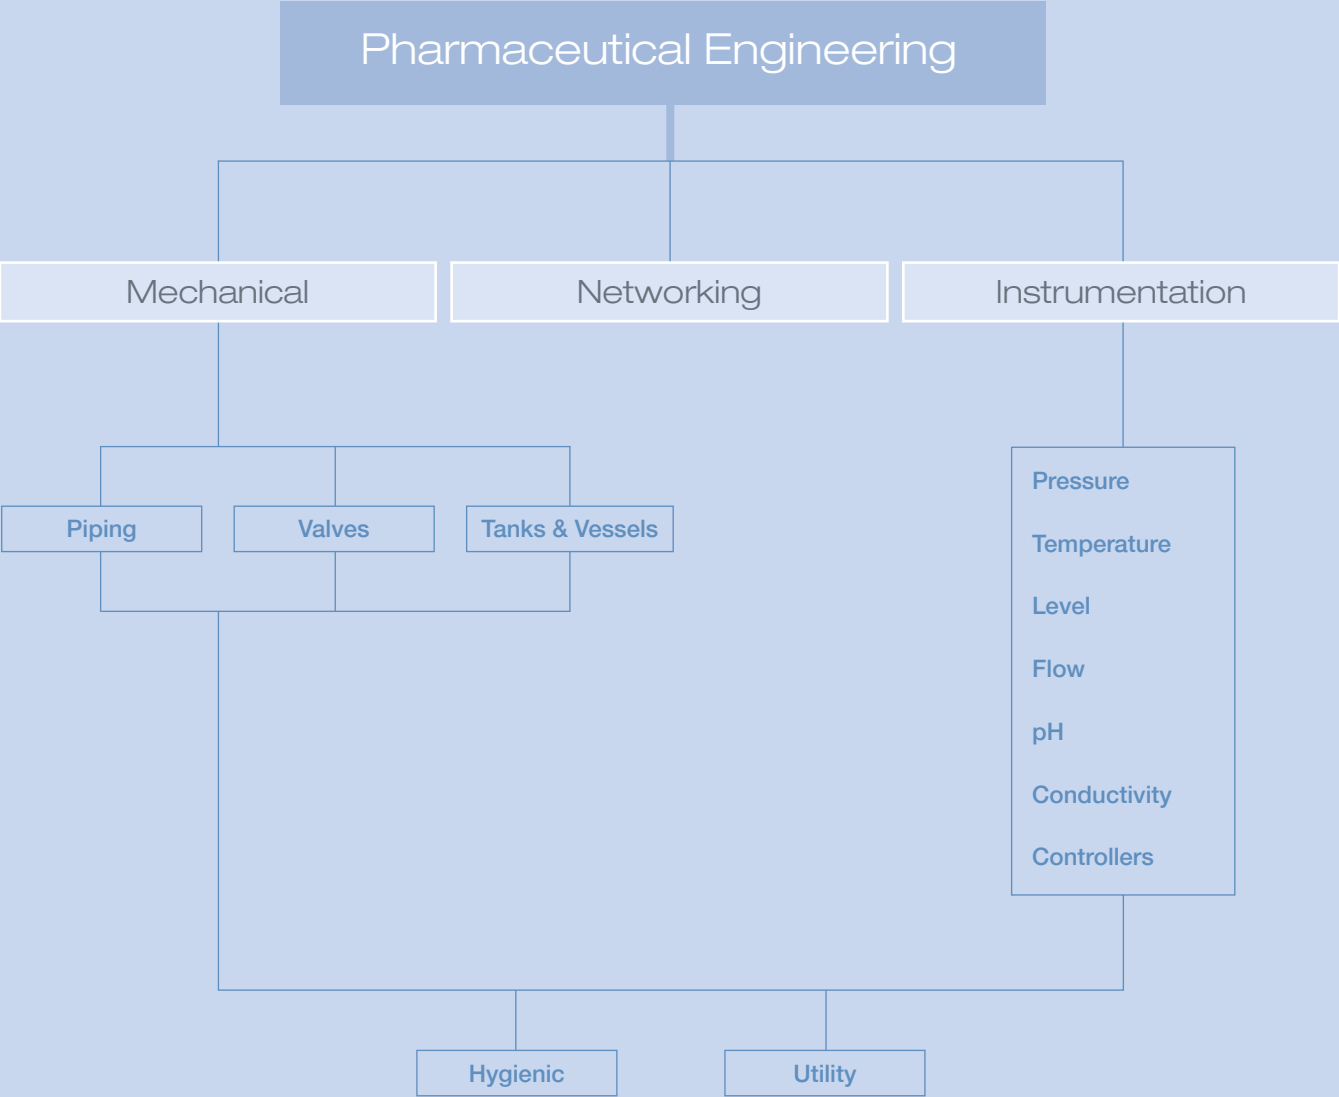 Pharmaceutical Engineering
Mechanical
Networking
Instrumentation
Piping
Valves
Tanks & Vessels
Pressure
Temperature
Level
Flow
pH
Conductivity
Controllers
Hygienic
Utility